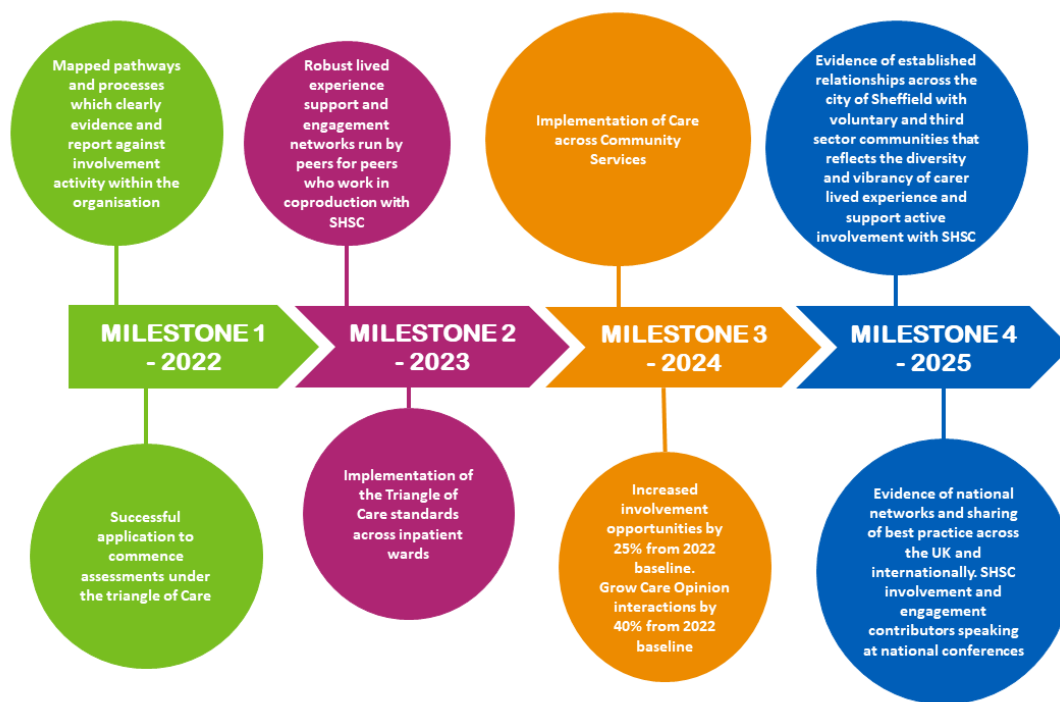 Mapped pathways
and processes
which clearly
evidence and
report against
involvement
activity within the
organisation
Robust lived
experience
support and
engagement
networks run by
peers for peers
who work in
coproduction with
SHSC
Implementation of Care
across Community
Services
Evidence of established
relationships across the
city of Sheffield with
voluntary and third
sector communities that
reflects the diversity
and vibrancy of carer
lived experience and
support active
involvement with SHSC
MILESTONE 1
- 2022
MILESTONE 2
- 2023
MILESTONE 3
- 2024
MILESTONE 4
- 2025
Successful
application to
commence
assessments under
the triangle of Care
Implementation of
the Triangle of
Care standards
across inpatient
wards
Increased
involvement
opportunities by
25% from 2022
baseline.
Grow Care Opinion
interactions by
40% from 2022
baseline
Evidence of national
networks and sharing
of best practice across
the UK and
internationally. SHSC
involvement and
engagement
contributors speaking
at national conferences